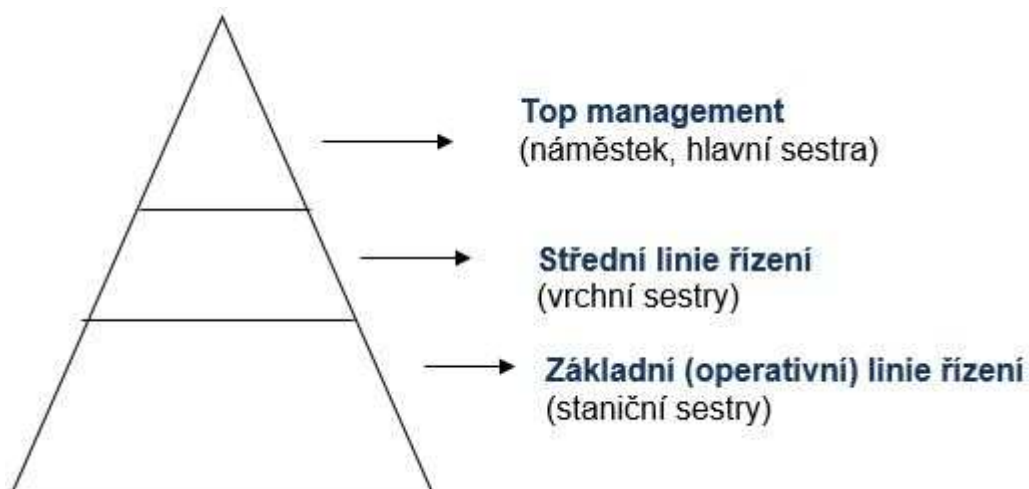 Top management
(náměstek, hlavní sestra)
Střední linie řízení
(vrchní sestry)
Základní (operativní) linie řízení
(staniční sestry)